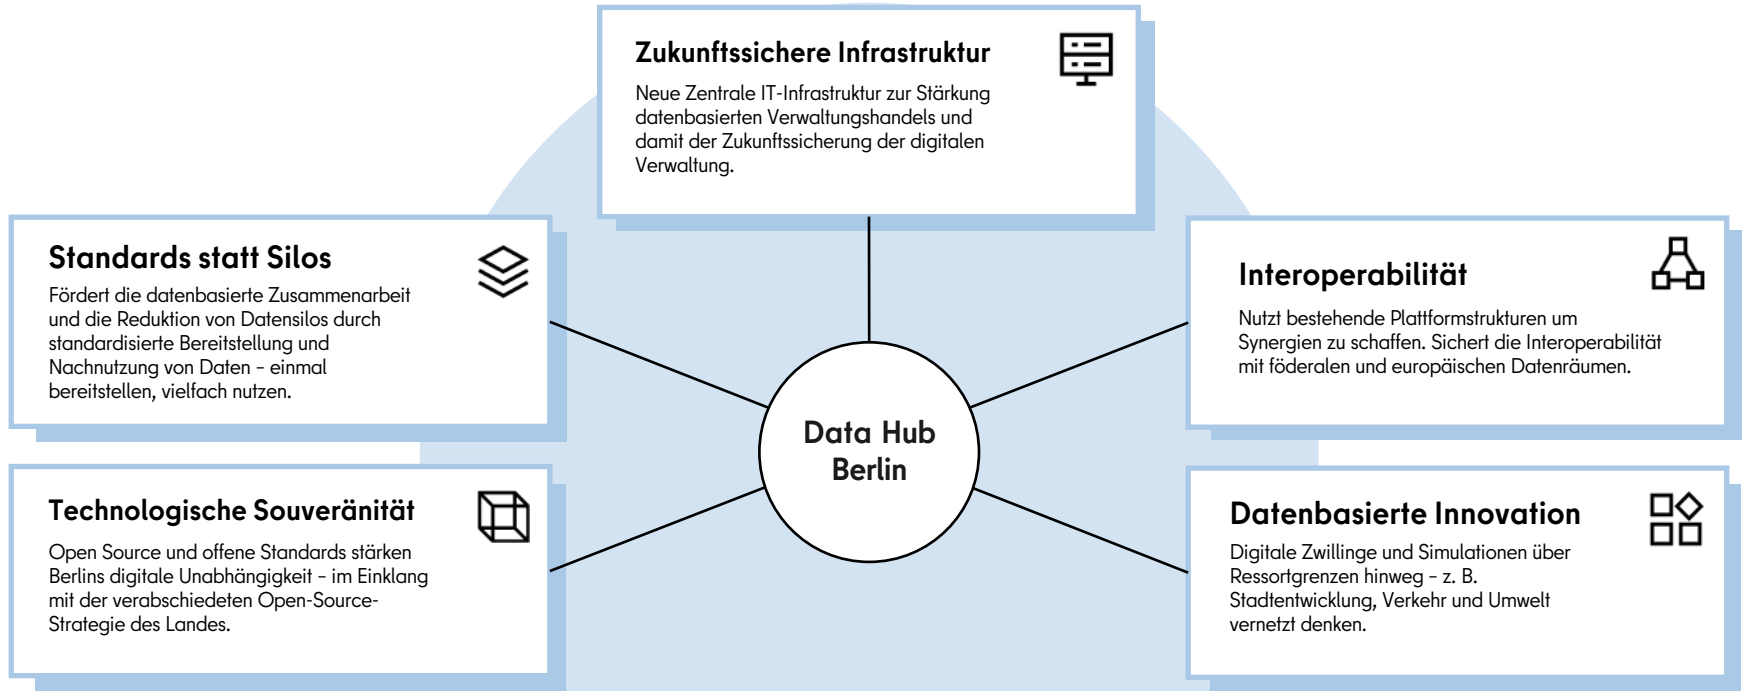 Zukunftssichere Infrastruktur
Neue Zentrale IT-Infrastruktur zur Stärkung
datenbasierten Verwaltungshandels und
damit der Zukunftssicherung der digitalen
Verwaltung.
Standards statt Silos
Fördert die datenbasierte Zusammenarbeit
und die Reduktion von Datensilos durch
standardisierte Bereitstellung und
Nachnutzung von Daten – einmal
bereitstellen, vielfach nutzen.
Interoperabilität
Nutzt bestehende Plattformstrukturen um
Synergien zu schaffen. Sichert die Interoperabilität
mit föderalen und europäischen Datenräumen.
Data Hub
Berlin
Technologische Souveränität
Open Source und offene Standards stärken
Berlins digitale Unabhängigkeit – im Einklang
mit der verabschiedeten Open-Source-
Strategie des Landes.
Datenbasierte Innovation
Digitale Zwillinge und Simulationen über
Ressortgrenzen hinweg – z. B.
Stadtentwicklung, Verkehr und Umwelt
vernetzt denken.